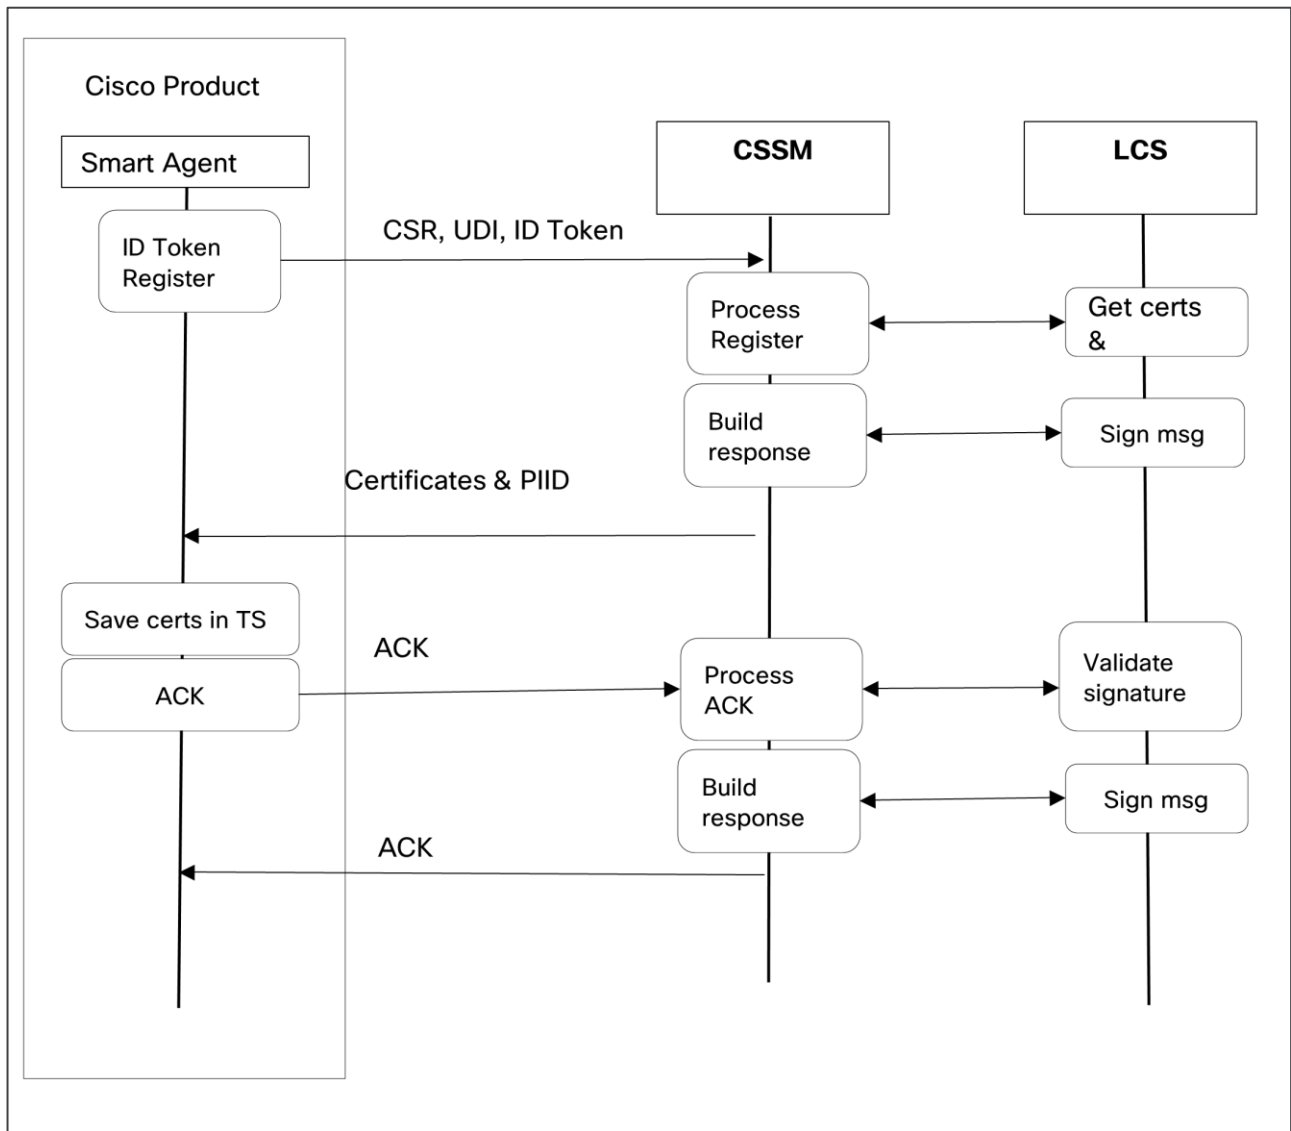 Cisco Product
Smart Agent
CSSM
LCS
ID Token
Register
CSR, UDI, ID Token
Process
Register
Get certs
&
Build
response
Sign msg
Certificates & PIID
Save certs in TS
ACK
ACK
Process
ACK
Validate
signature
Build
response
Sign msg
ACK